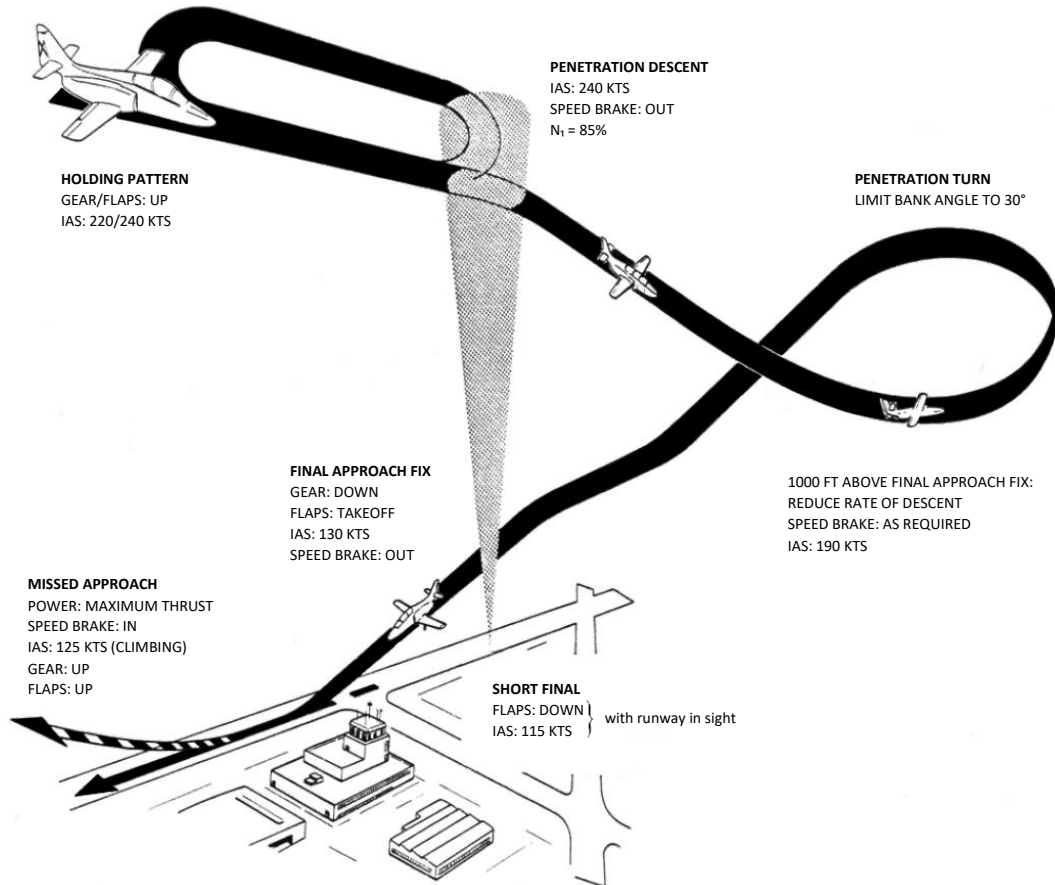 PENETRATION DESCENT
IAS: 240 KTS
SPEED BRAKE: OUT
N₁ = 85%
HOLDING PATTERN
GEAR/FLAPS: UP
IAS: 220/240 KTS
PENETRATION TURN
LIMIT BANK ANGLE TO 30°
1000 FT ABOVE FINAL APPROACH FIX:
REDUCE RATE OF DESCENT
SPEED BRAKE: AS REQUIRED
IAS: 190 KTS
FINAL APPROACH FIX
GEAR: DOWN
FLAPS: TAKEOFF
IAS: 130 KTS
SPEED BRAKE: OUT
MISSED APPROACH
POWER: MAXIMUM THRUST
SPEED BRAKE: IN
IAS: 125 KTS (CLIMBING)
GEAR: UP
FLAPS: UP
SHORT FINAL
FLAPS: DOWN
IAS: 115 KTS
with runway in sight